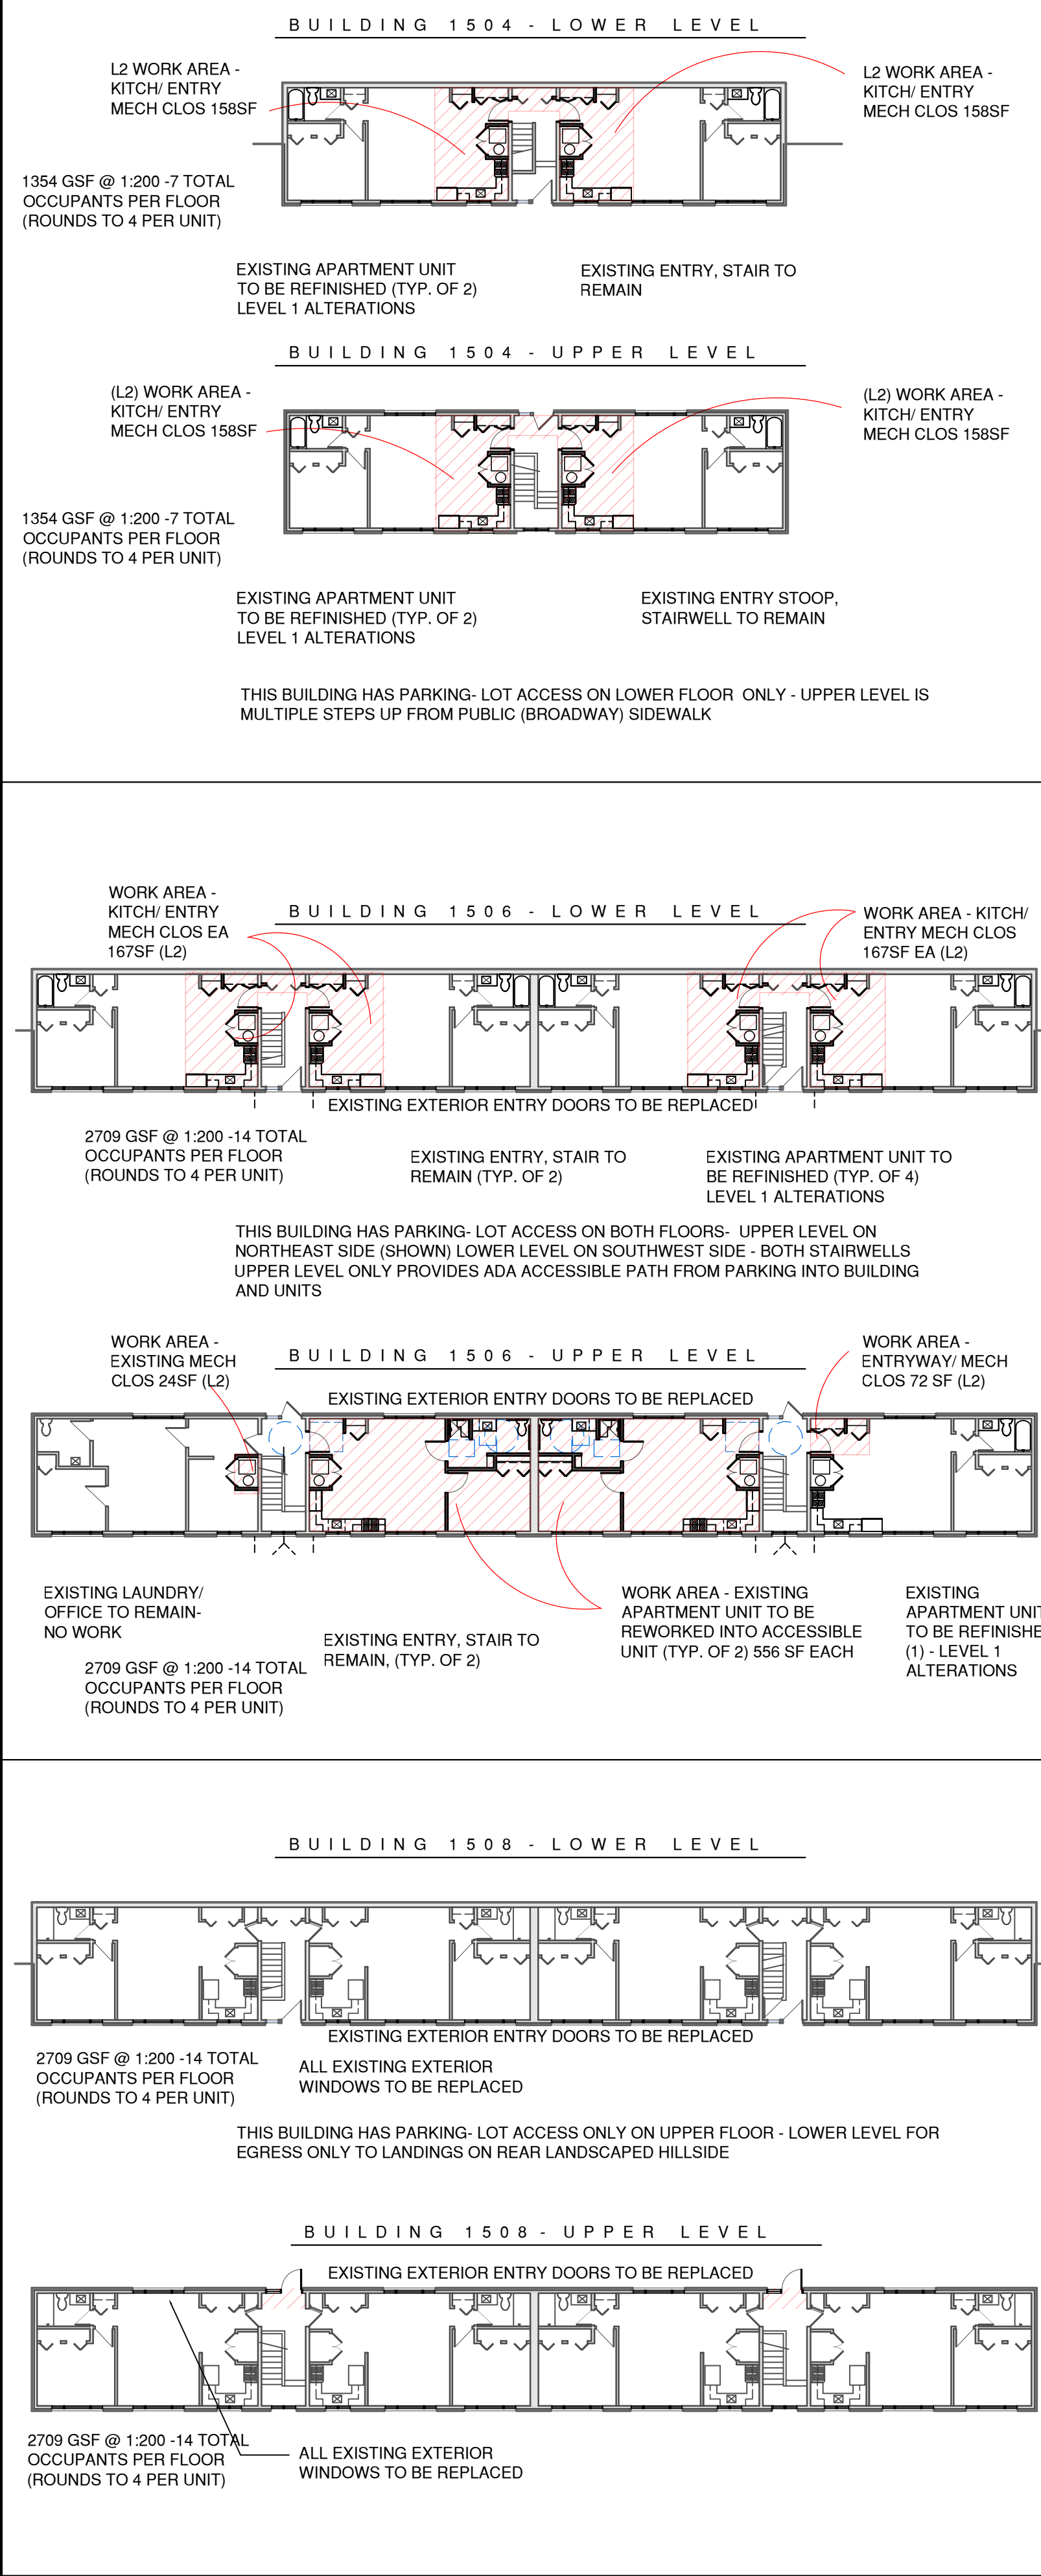 BUILDING 1504 - LOWER LEVEL
L2 WORK AREA -
KITCH/ ENTRY
MECH CLOS 158SF
L2 WORK AREA -
KITCH/ ENTRY
MECH CLOS 158SF
1354 GSF @ 1:200 -7 TOTAL
OCCUPANTS PER FLOOR
(ROUNDS TO 4 PER UNIT)
EXISTING APARTMENT UNIT
TO BE REFINISHED (TYP. OF 2)
LEVEL 1 ALTERATIONS
EXISTING ENTRY, STAIR TO
REMAIN
BUILDING 1504 - UPPER LEVEL
(L2) WORK AREA -
KITCH/ ENTRY
MECH CLOS 158SF
(L2) WORK AREA -
KITCH/ ENTRY
MECH CLOS 158SF
1354 GSF @ 1:200 -7 TOTAL
OCCUPANTS PER FLOOR
(ROUNDS TO 4 PER UNIT)
EXISTING APARTMENT UNIT
TO BE REFINISHED (TYP. OF 2)
LEVEL 1 ALTERATIONS
EXISTING ENTRY STOOP,
STAIRWELL TO REMAIN
THIS BUILDING HAS PARKING- LOT ACCESS ON LOWER FLOOR ONLY - UPPER LEVEL IS
MULTIPLE STEPS UP FROM PUBLIC (BROADWAY) SIDEWALK
WORK AREA -
KITCH/ ENTRY
MECH CLOS EA
167SF (L2)
BUILDING 1506 - LOWER LEVEL
WORK AREA - KITCH/
ENTRY MECH CLOS
167SF EA (L2)
EXISTING EXTERIOR ENTRY DOORS TO BE REPLACED
2709 GSF @ 1:200 -14 TOTAL
OCCUPANTS PER FLOOR
(ROUNDS TO 4 PER UNIT)
EXISTING ENTRY, STAIR TO
REMAIN (TYP. OF 2)
EXISTING APARTMENT UNIT TO
BE REFINISHED (TYP. OF 4)
LEVEL 1 ALTERATIONS
THIS BUILDING HAS PARKING- LOT ACCESS ON BOTH FLOORS- UPPER LEVEL ON
NORTHEAST SIDE (SHOWN) LOWER LEVEL ON SOUTHWEST SIDE - BOTH STAIRWELLS
UPPER LEVEL ONLY PROVIDES ADA ACCESSIBLE PATH FROM PARKING INTO BUILDING
AND UNITS
WORK AREA -
EXISTING MECH
CLOS 24SF (L2)
BUILDING 1506 - UPPER LEVEL
WORK AREA -
ENTRYWAY/ MECH
CLOS 72 SF (L2)
EXISTING EXTERIOR ENTRY DOORS TO BE REPLACED
EXISTING LAUNDRY/
OFFICE TO REMAIN-
NO WORK
EXISTING ENTRY, STAIR TO
REMAIN, (TYP. OF 2)
WORK AREA - EXISTING
APARTMENT UNIT TO BE
REWORKED INTO ACCESSIBLE
UNIT (TYP. OF 2) 556 SF EACH
EXISTING
APARTMENT UNIT
TO BE REFINISHE
(1) - LEVEL 1
ALTERATIONS
2709 GSF @ 1:200 -14 TOTAL
OCCUPANTS PER FLOOR
(ROUNDS TO 4 PER UNIT)
BUILDING 1508 - LOWER LEVEL
EXISTING EXTERIOR ENTRY DOORS TO BE REPLACED
2709 GSF @ 1:200 -14 TOTAL
OCCUPANTS PER FLOOR
(ROUNDS TO 4 PER UNIT)
ALL EXISTING EXTERIOR
WINDOWS TO BE REPLACED
THIS BUILDING HAS PARKING- LOT ACCESS ONLY ON UPPER FLOOR - LOWER LEVEL FOR
EGRESS ONLY TO LANDINGS ON REAR LANDSCAPED HILLSIDE
BUILDING 1508- UPPER LEVEL
EXISTING EXTERIOR ENTRY DOORS TO BE REPLACED
2709 GSF @ 1:200 -14 TOTAL
OCCUPANTS PER FLOOR
(ROUNDS TO 4 PER UNIT)
ALL EXISTING EXTERIOR
WINDOWS TO BE REPLACED